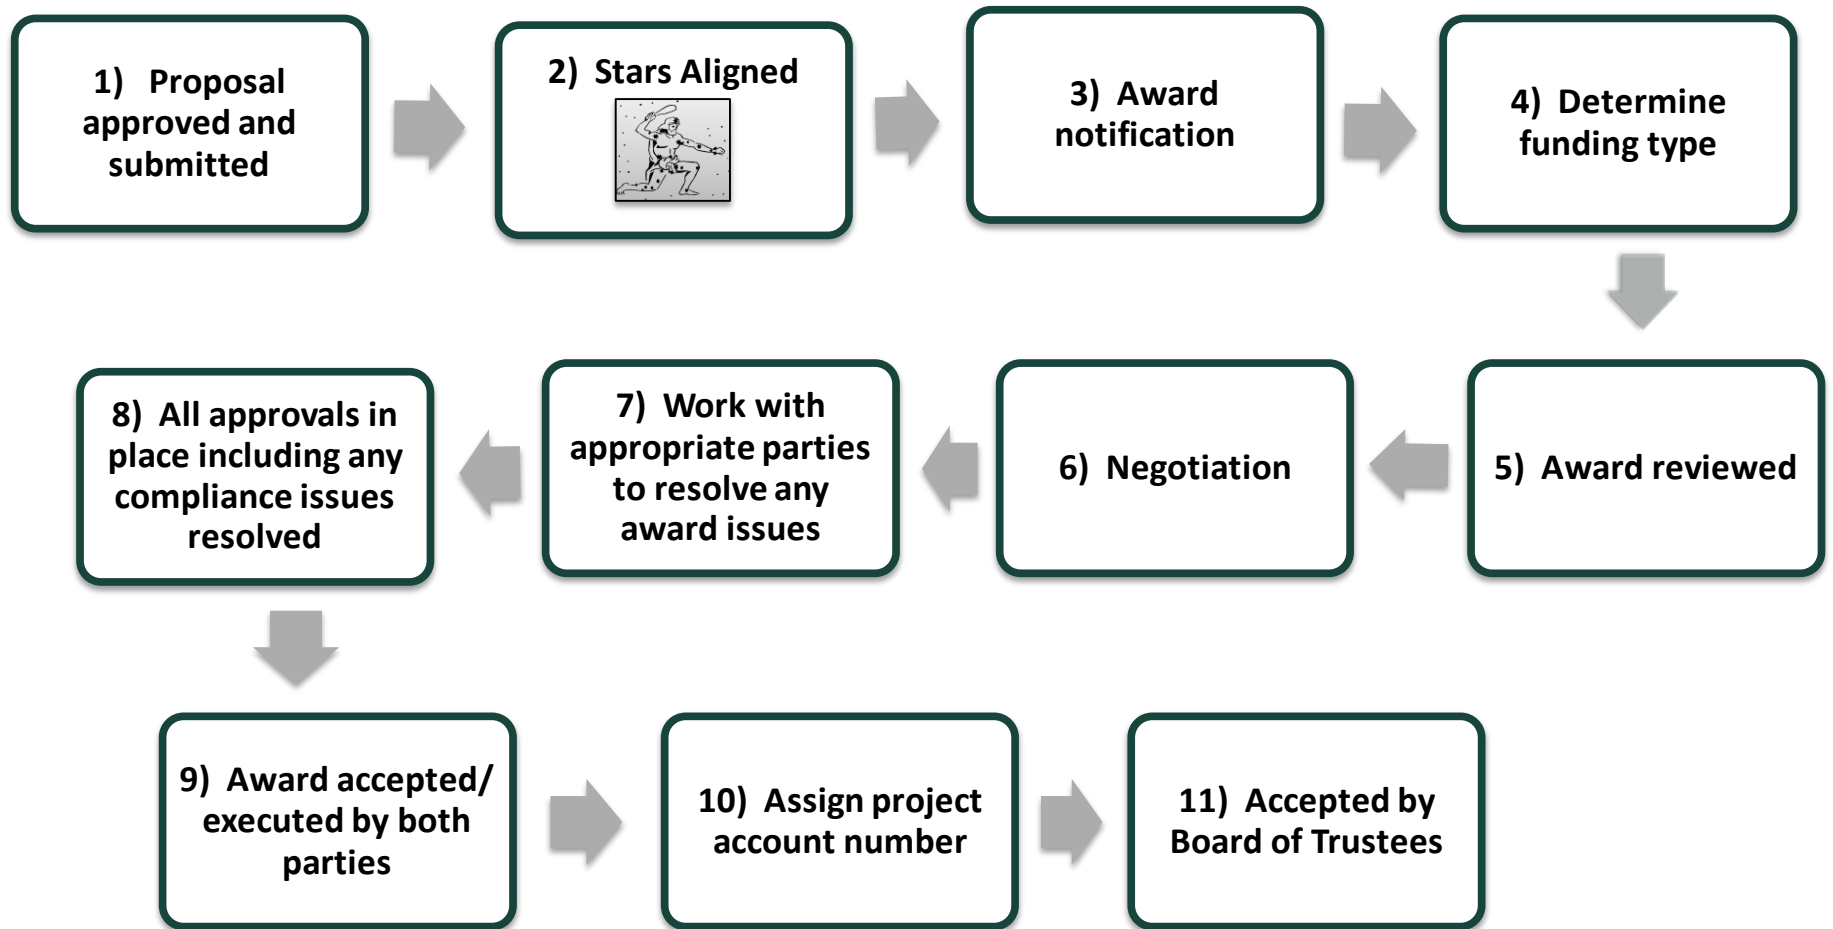 1) Proposal
approved and
submitted
2) Stars Aligned
3) Award
notification
4) Determine
funding type
5) Award reviewed
6) Negotiation
7) Work with
appropriate parties
to resolve any
award issues
8) All approvals in
place including any
compliance issues
resolved
9) Award accepted/
executed by both
parties
10) Assign project
account number
11) Accepted by
Board of Trustees